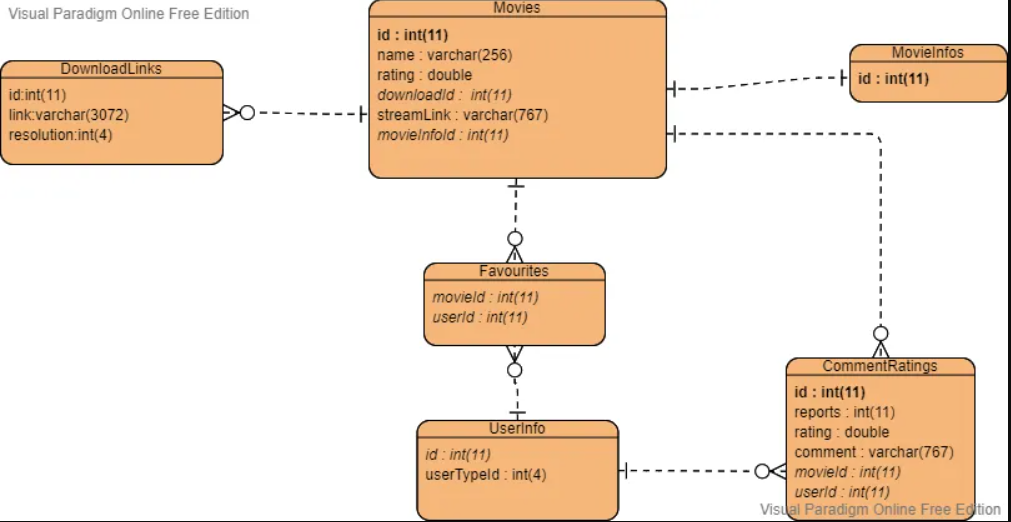 Visual Paradigm Online Free Edition
Movies
id : int(11)
name : varchar(256)
rating : double
downloadId : int(11)
streamLink : varchar(767)
movieInfoId : int(11)
MovieInfos
id : int(11)
DownloadLinks
id:int(11)
link:varchar(3072)
resolution:int(4)
Favourites
movieId : int(11)
userId : int(11)
UserInfo
id : int(11)
userTypeId : int(4)
CommentRatings
id : int(11)
reports : int(11)
rating : double
comment : varchar(767)
movieId : int(11)
userId : int(11)
Visual Paradigm Online Free Edition